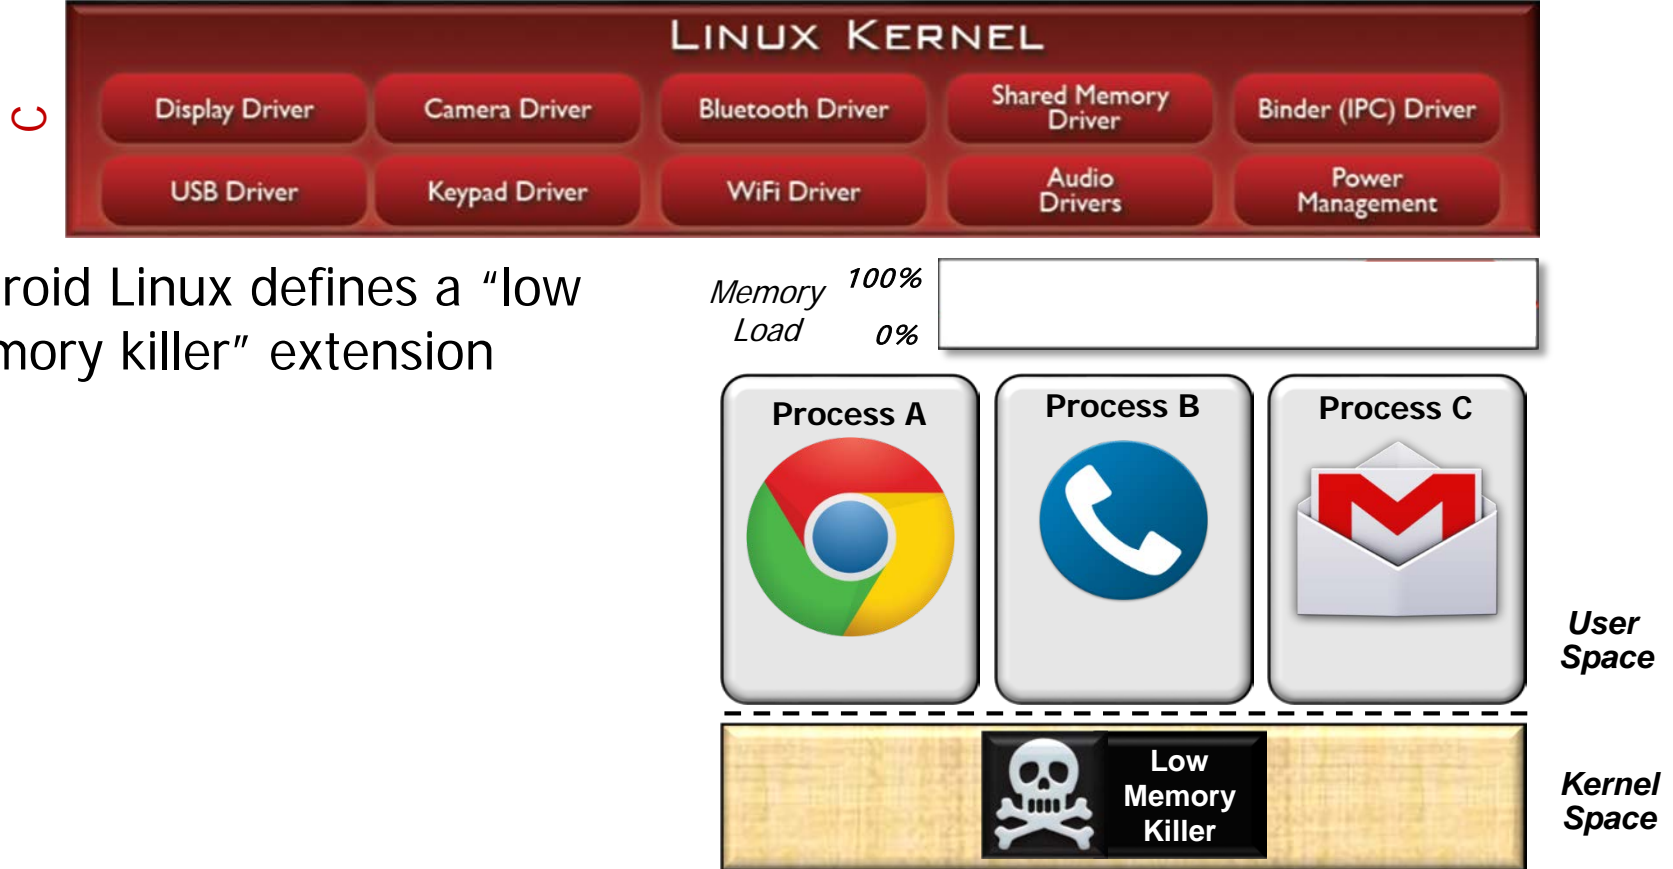 LINUX KERNEL
C
Display Driver
Camera Driver
Bluetooth Driver
Shared Memory
Driver
Binder (IPC) Driver
USB Driver
Keypad Driver
WiFi Driver
Audio
Drivers
Power
Management
roid Linux defines a “low
mory killer” extension
Memory
Load
100%
0%
Process A
Process B
Process C
User
Space
Low
Memory
Killer
Kernel
Space